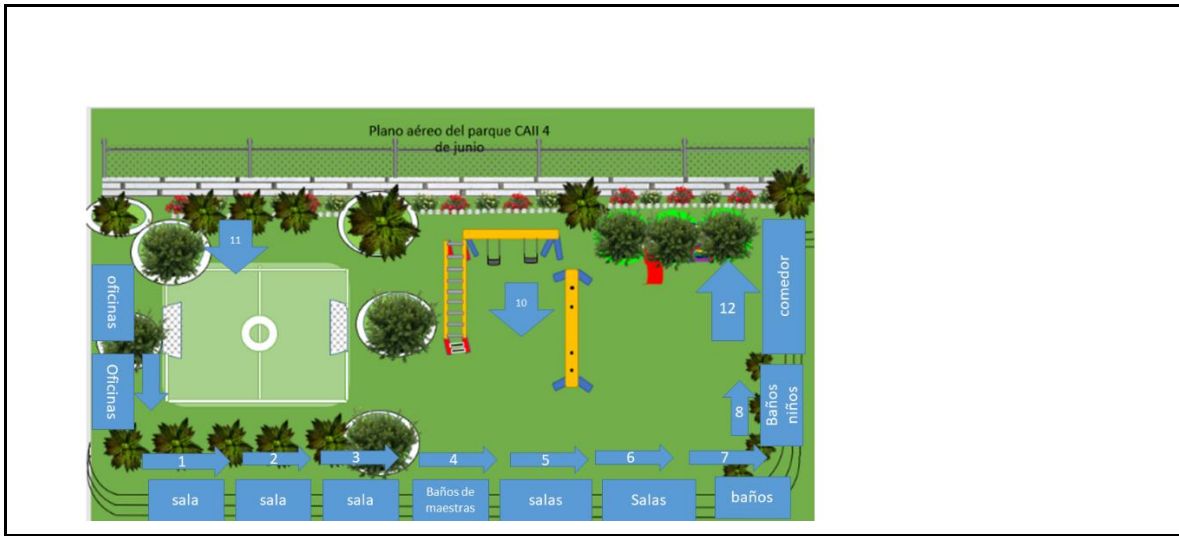 Plano aéreo del parque CAII 4
de junio
11
oficinas
10
12
comedor
Oficinas
8
Baños
niños
1
2
3
4
5
6
7
sala
sala
sala
Baños de
maestras
salas
Salas
baños